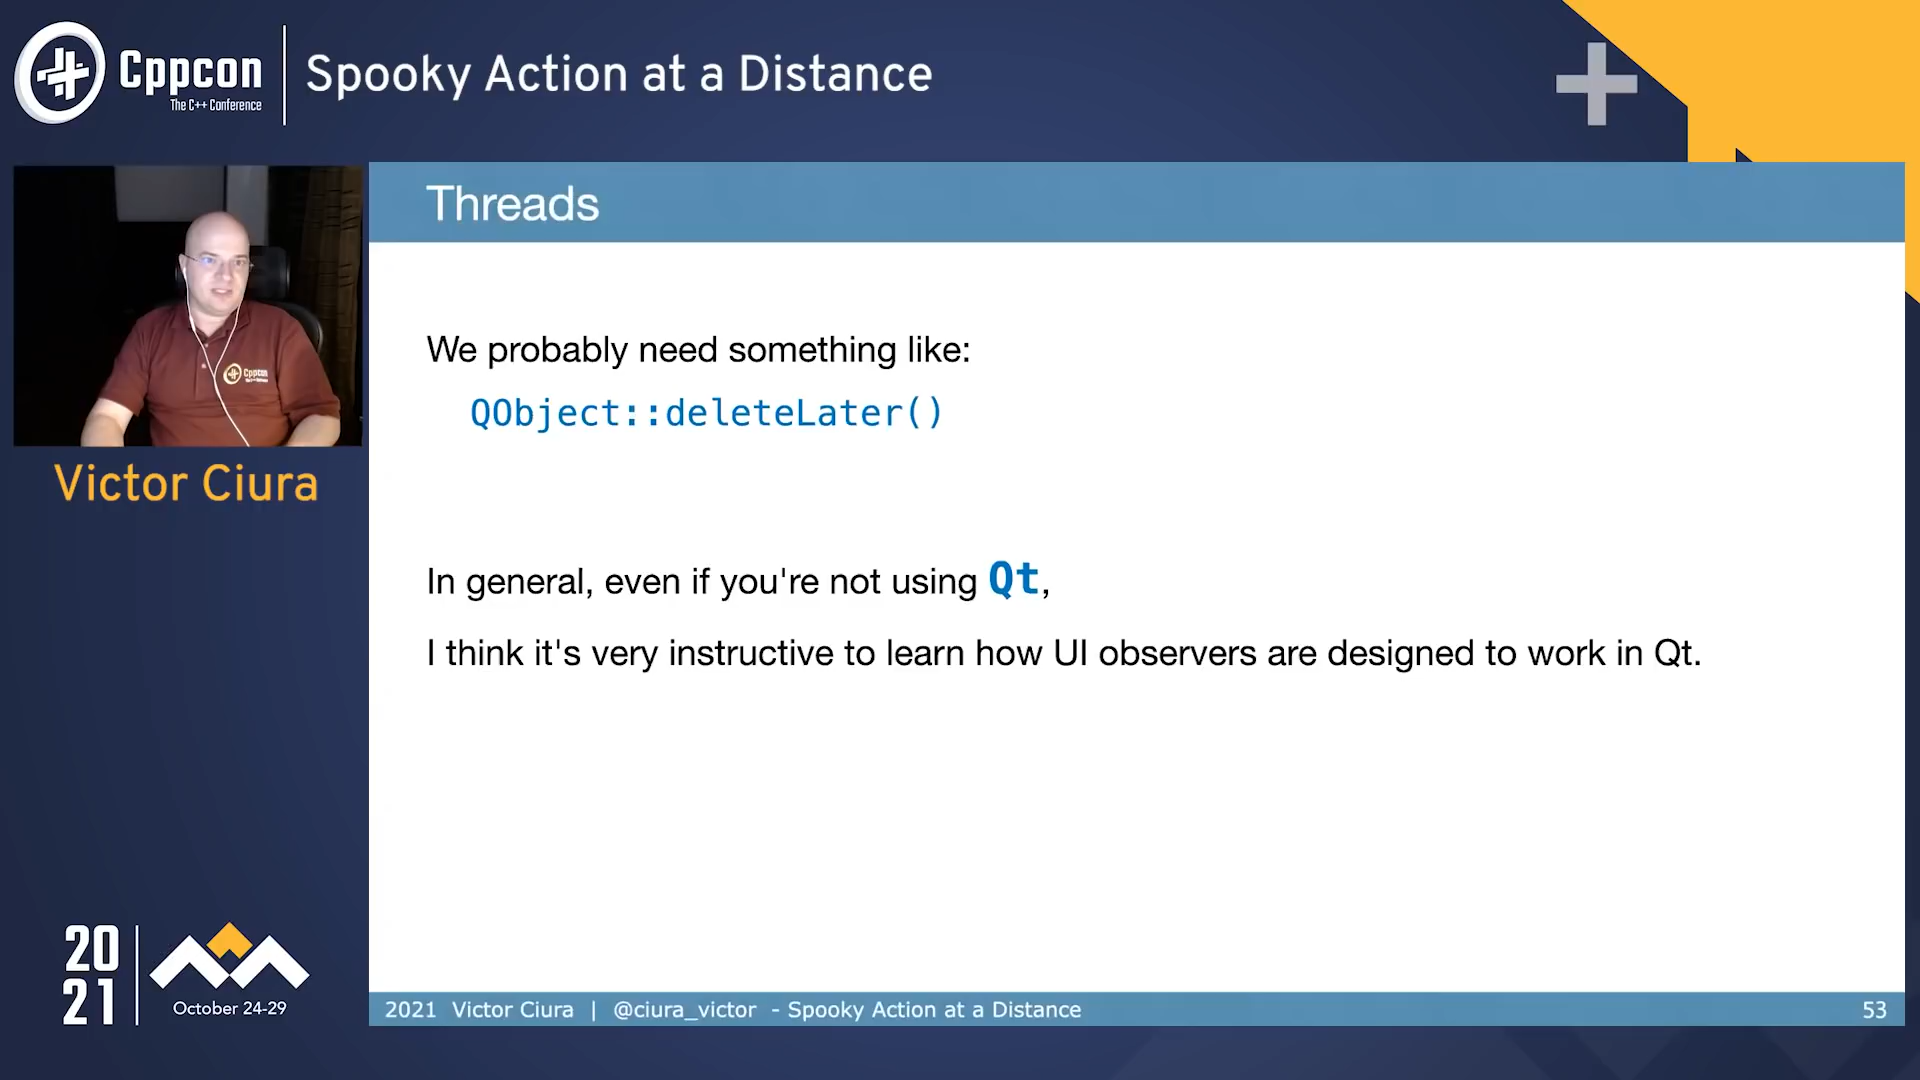 Cppcon
The C++ Conference
Spooky Action at a Distance
Threads
We probably need something like:
QObject::deleteLater()
In general, even if you're not using Qt,
I think it's very instructive to learn how UI observers are designed to work in Qt.
Cppcon
Victor Ciura
20
21
October 24-29
2021 Victor Ciura | @ciura_victor - Spooky Action at a Distance
53